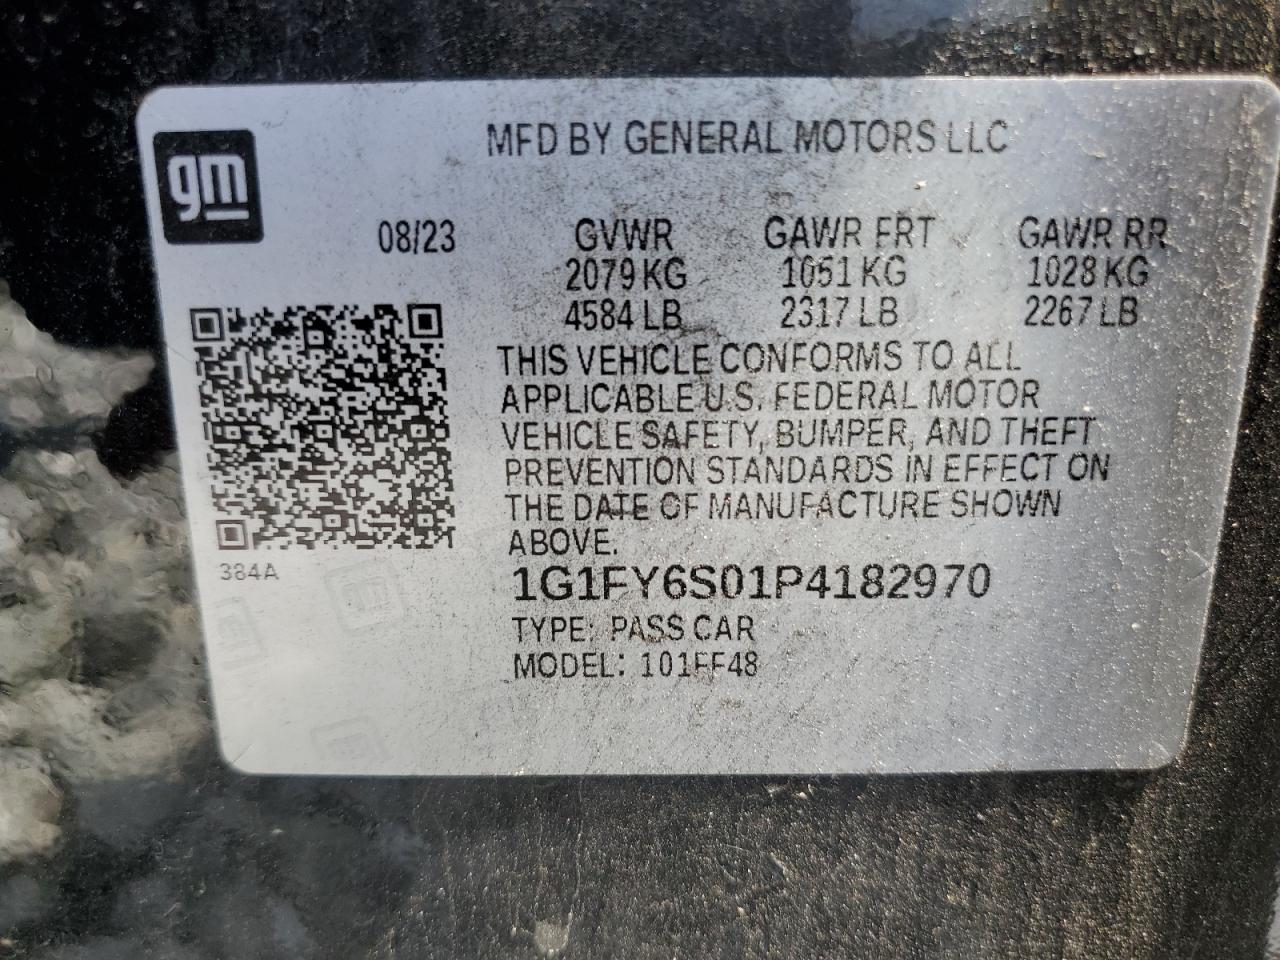 MFD BY GENERAL MOTORS LLC
gm
08/23 GVWR GAWR FRT GAWR RR
2079 KG 1051 KG 1028 KG
4584 LB 2317 LB 2267 LB
THIS VEHICLE CONFORMS TO ALL
APPLICABLE U.S. FEDERAL MOTOR
VEHICLE SAFETY, BUMPER, AND THEFT
PREVENTION STANDARDS IN EFFECT ON
THE DATE OF MANUFACTURE SHOWN
ABOVE.
384A
1G1FY6S01P4182970
TYPE: PASS CAR
MODEL: 101FF48